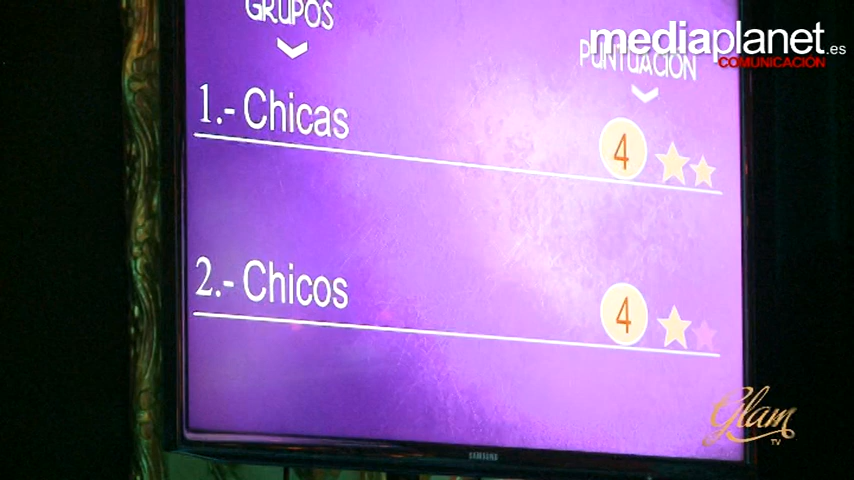 GRUPOS
mediaplanet.es
COMUNICACIÓN
PUNTUACIÓN
1.- Chicas 4
2.- Chicos 4
Glam
TV
SAMSUNG